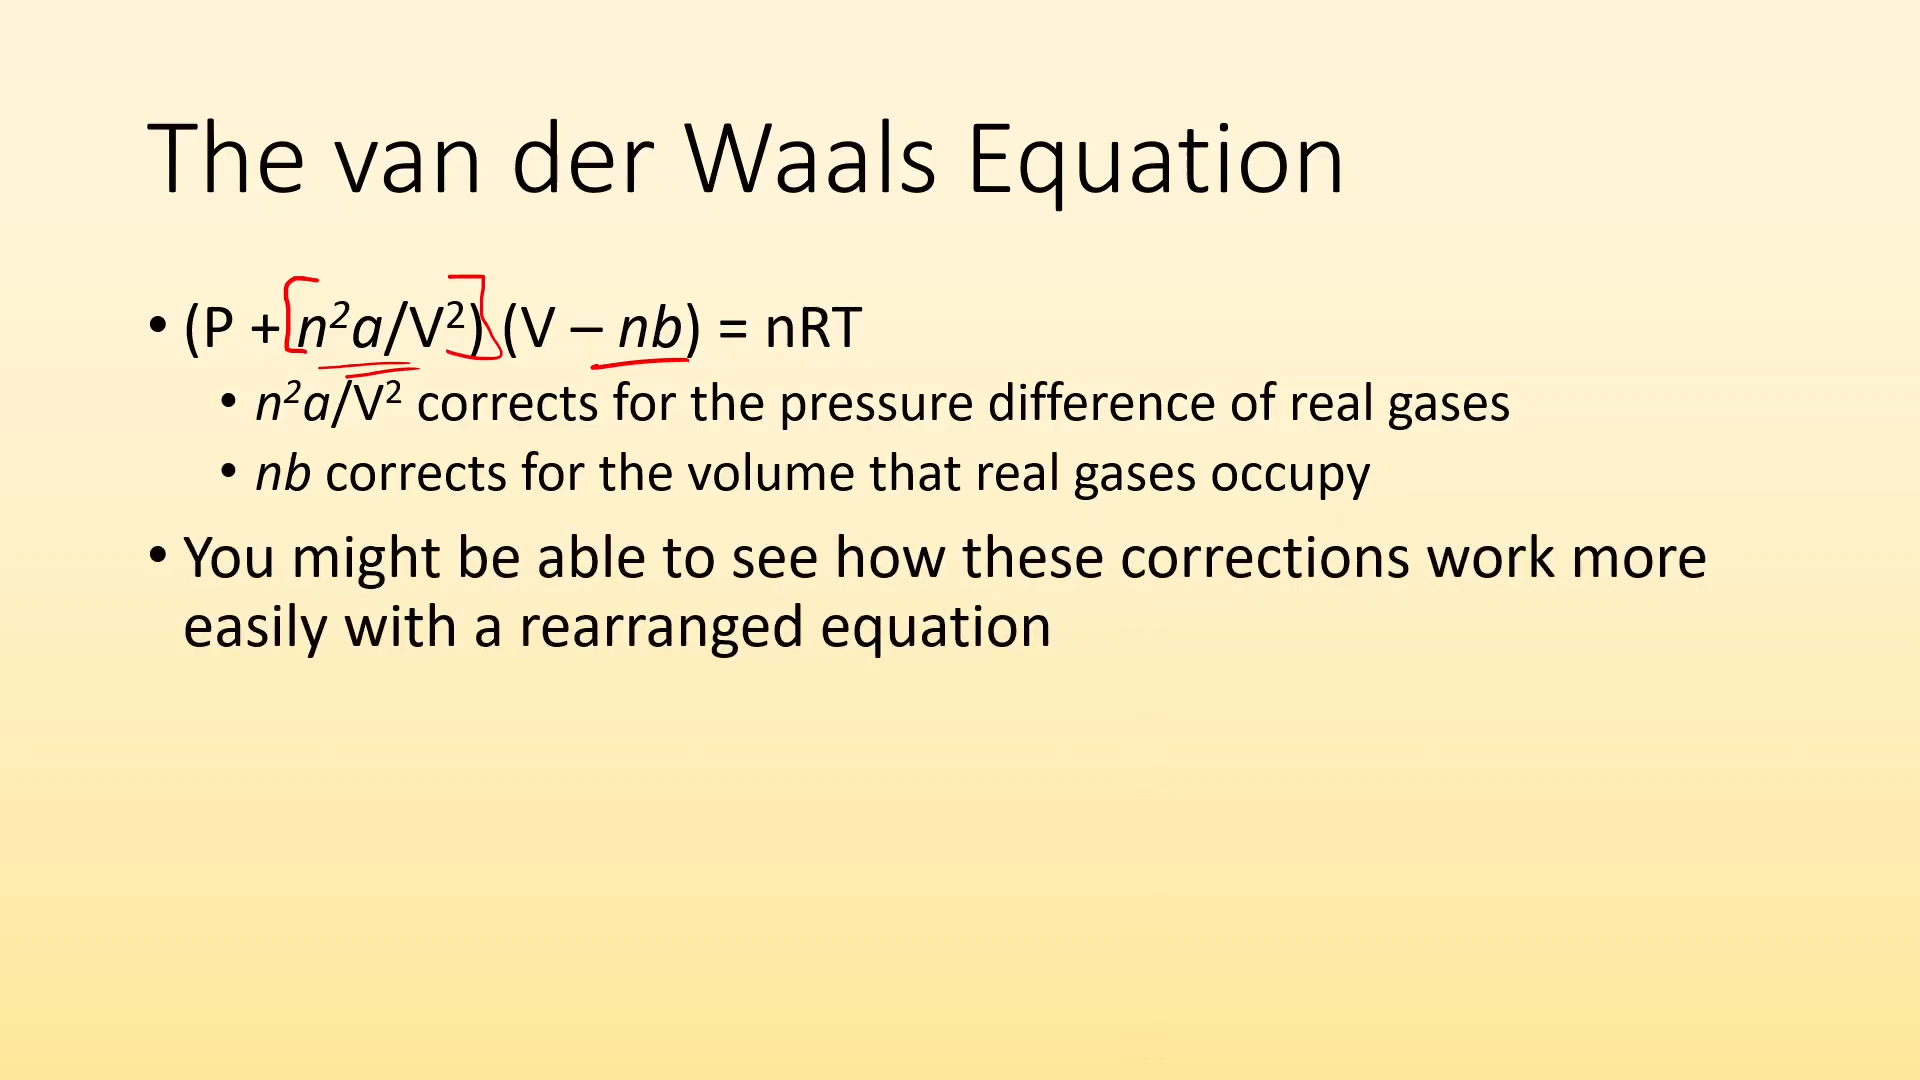 The van der Waals Equation
• (P + n²a/V²) (V – nb) = nRT
• n²a/V² corrects for the pressure difference of real gases
• nb corrects for the volume that real gases occupy
• You might be able to see how these corrections work more
easily with a rearranged equation